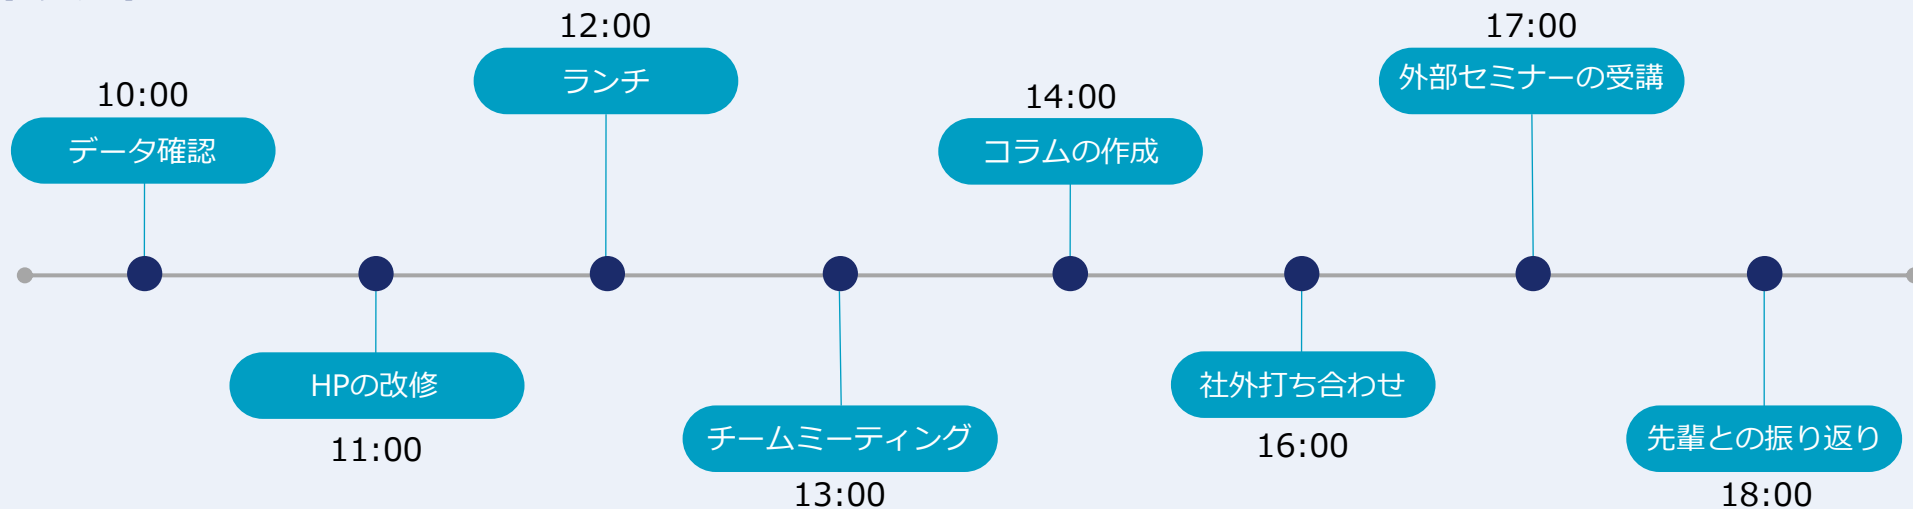 10:00
データ確認
HPの改修
11:00
12:00
ランチ
チームミーティング
13:00
14:00
コラムの作成
社外打ち合わせ
16:00
17:00
外部セミナーの受講
先輩との振り返り
18:00